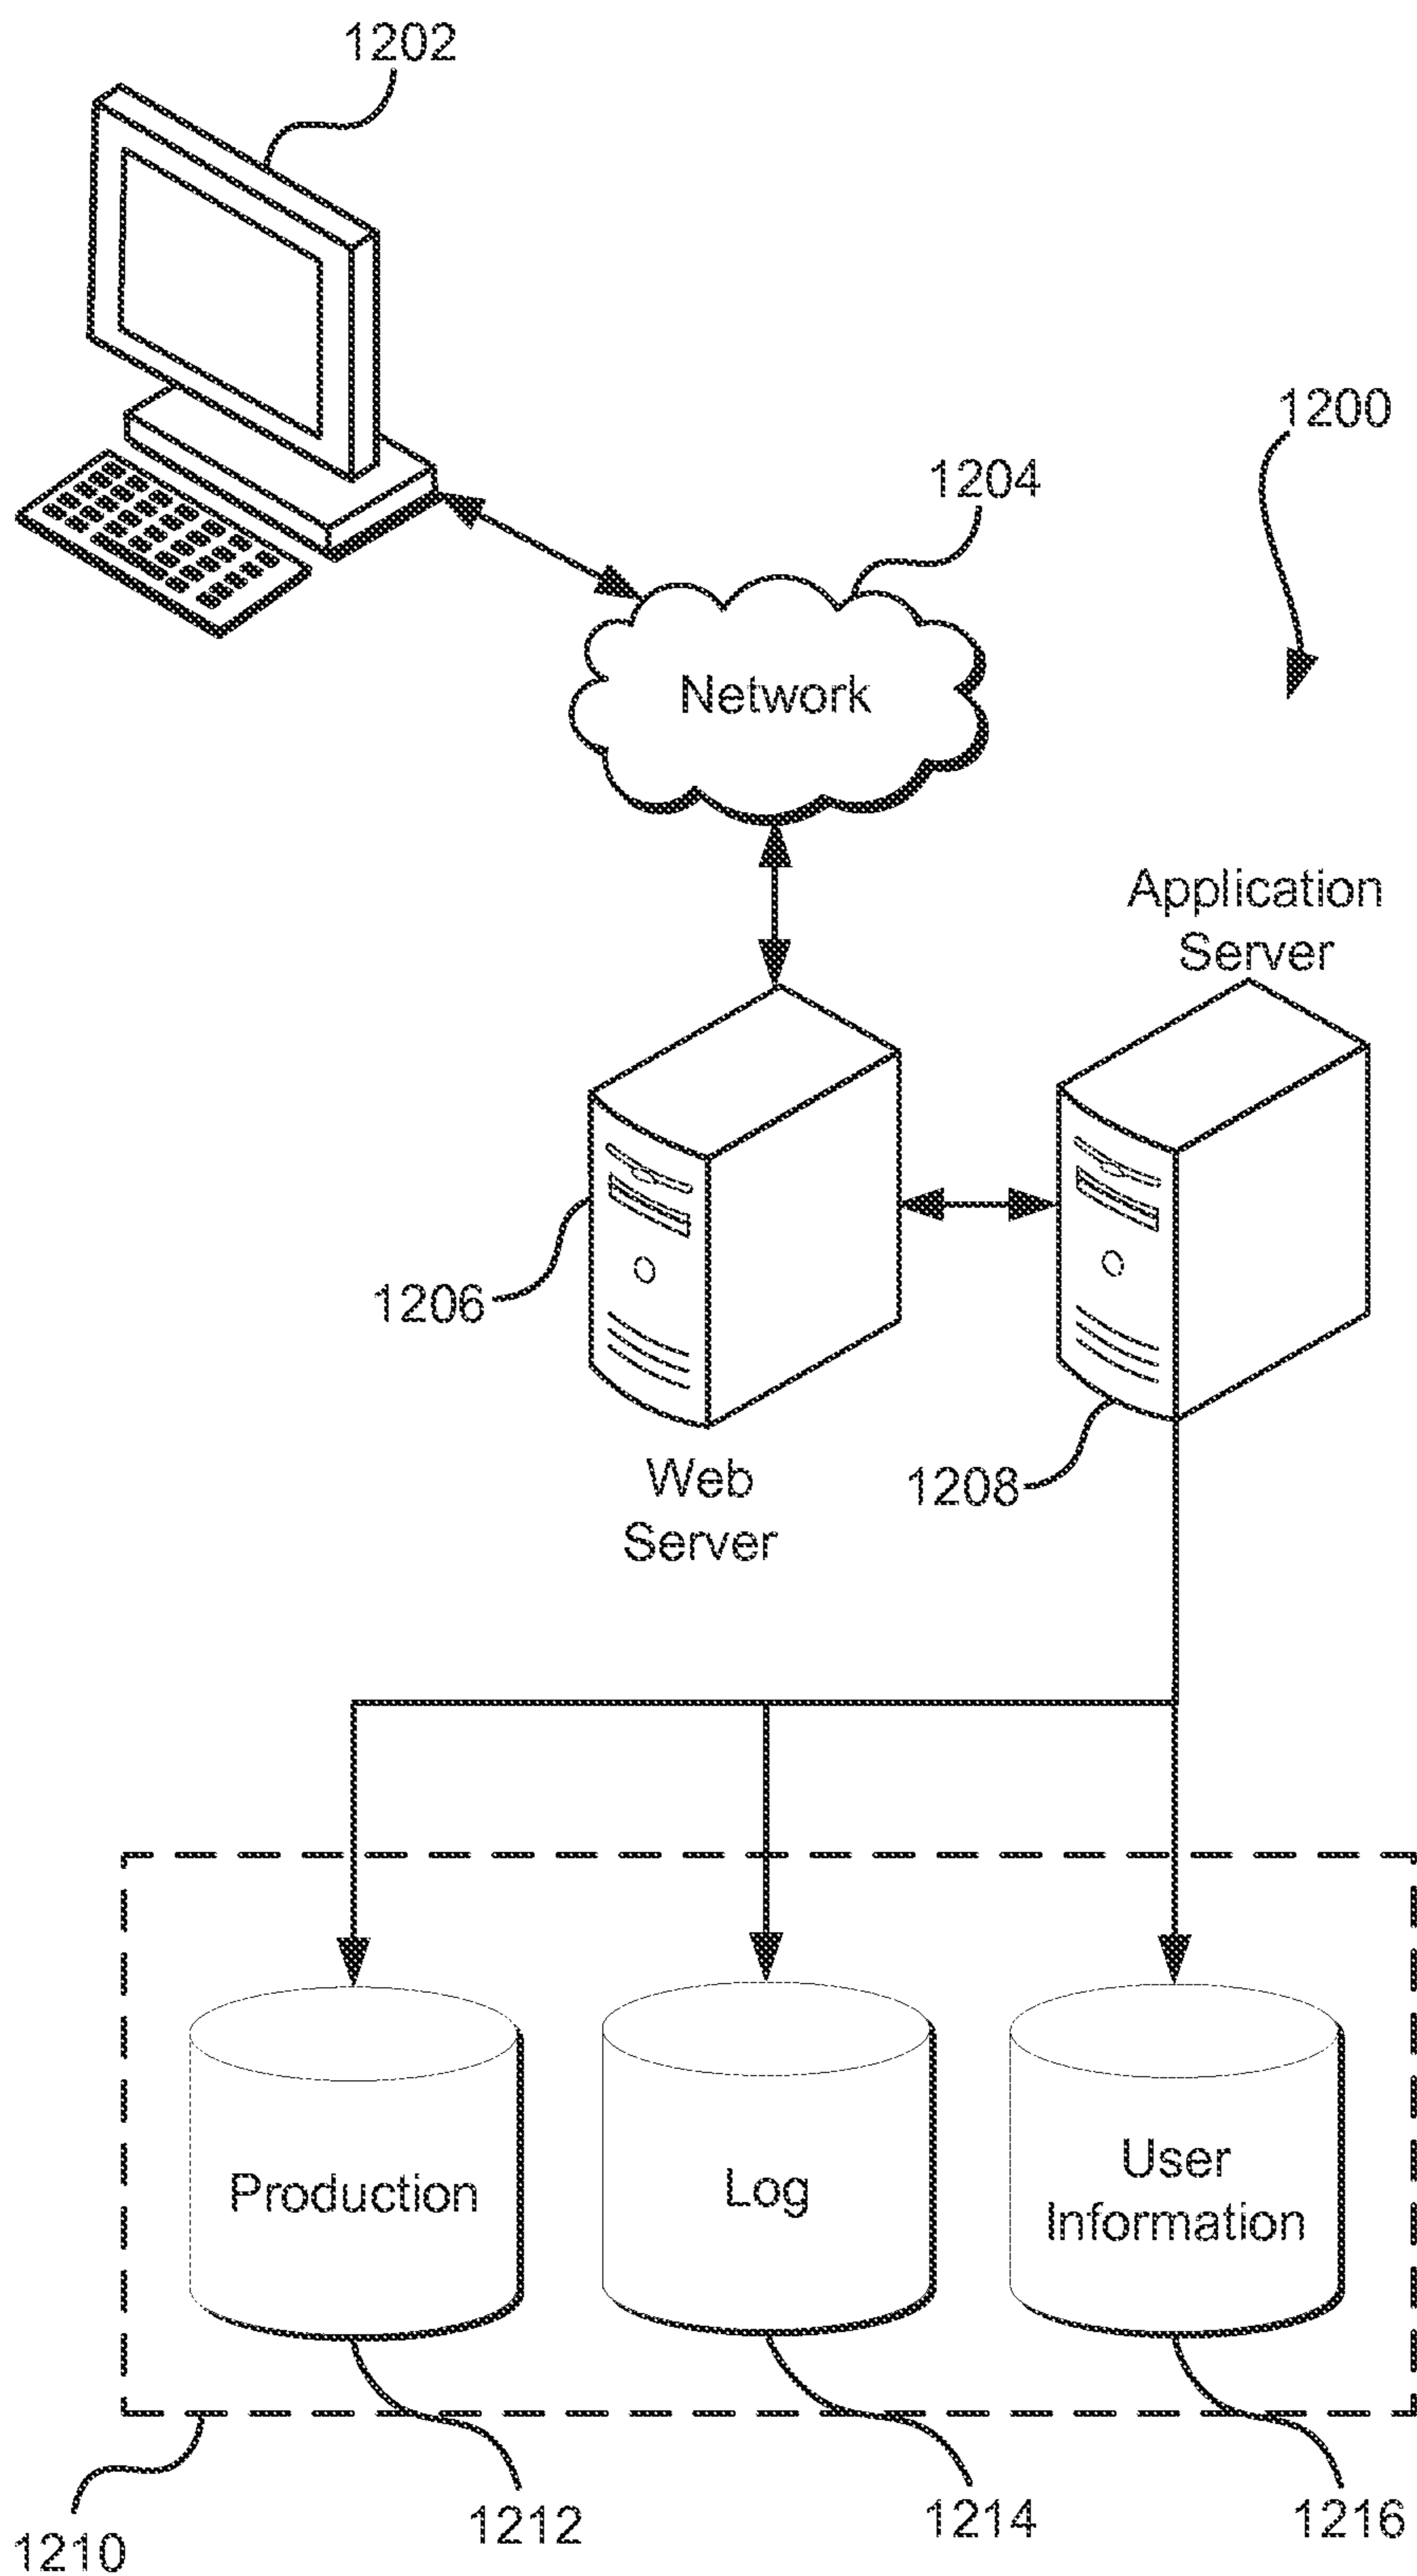 1202
1200
1204
Network
Application
Server
1206
Web
Server
1208
Production
Log
User
Information
1210
1212
1214
1216